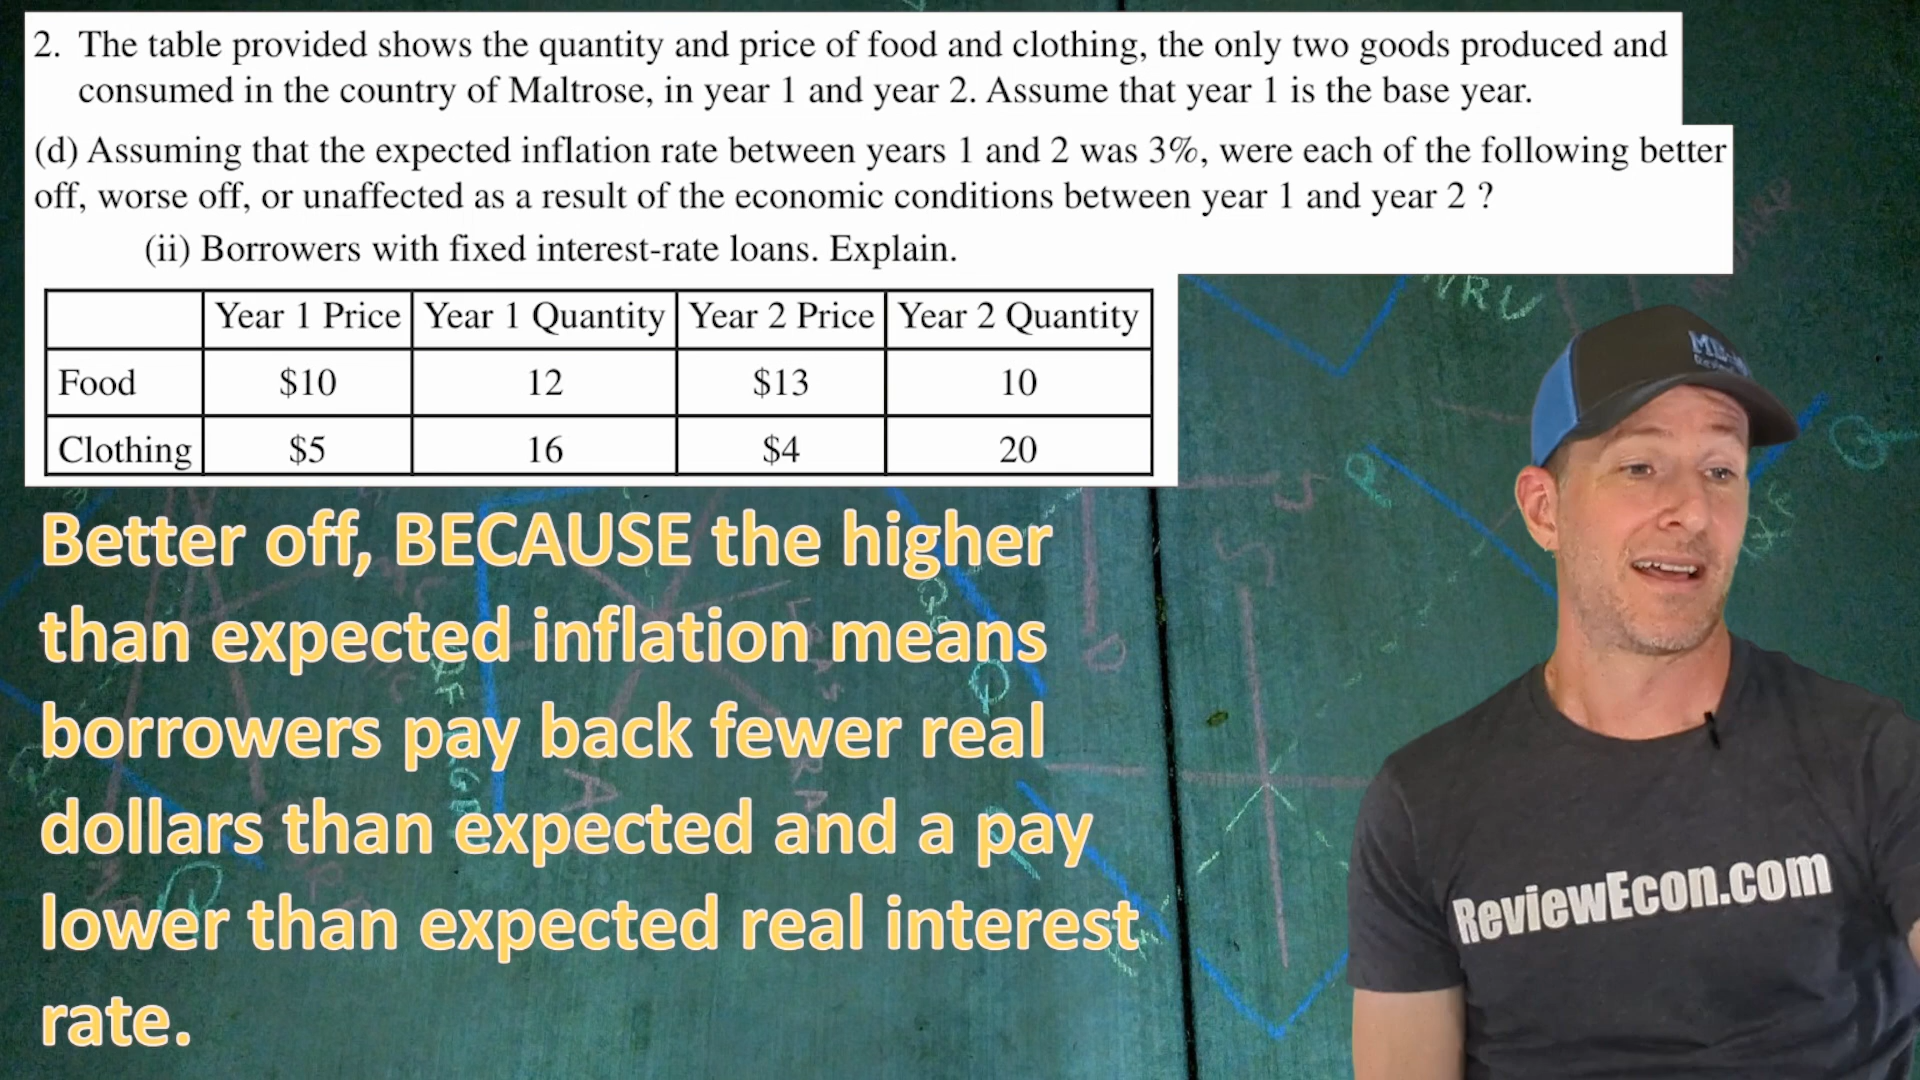 2. The table provided shows the quantity and price of food and clothing, the only two goods produced and
consumed in the country of Maltrose, in year 1 and year 2. Assume that year 1 is the base year.
(d) Assuming that the expected inflation rate between years 1 and 2 was 3%, were each of the following better
off, worse off, or unaffected as a result of the economic conditions between year 1 and year 2 ?
(ii) Borrowers with fixed interest-rate loans. Explain.
Year 1 Price Year 1 Quantity Year 2 Price Year 2 Quantity
Food $10 12 $13 10
Clothing $5 16 $4 20
Better off, BECAUSE the higher
than expected inflation means
borrowers pay back fewer real
dollars than expected and a pay
lower than expected real interest
rate.
ReviewEcon.com